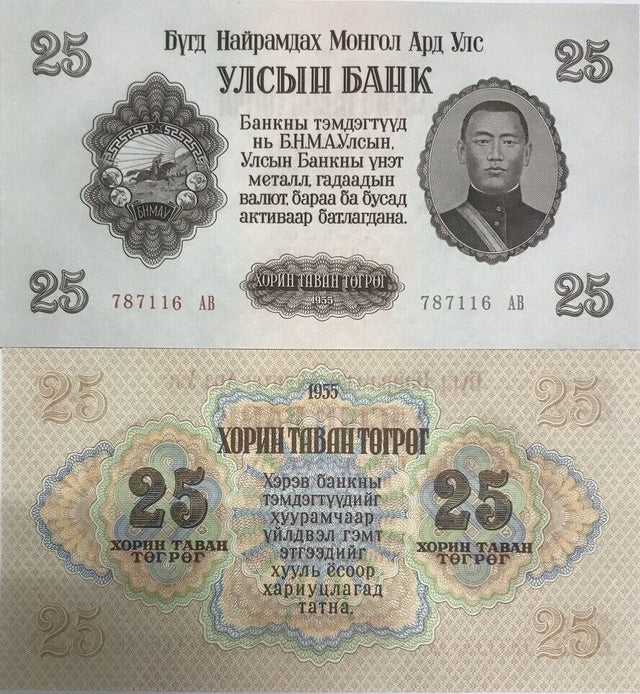 25
Бүгд Найрамдах Монгол Ард Улс
25
УЛСЫН БАНК
Банкны тэмдэгтүүд
нь Б.Н.М.А.Улсын,
Улсын Банкны үнэт
металл, гадаадын
валют, бараа ба бусад
активаар батлагдана.
БНМАУ
25
787116 АВ
ХОРИН ТАВАН ТӨГРӨГ
1955
787116 АВ
25
25
1955
25
ХОРИН ТАВАН ТӨГРӨГ
25
ХОРИН ТАВАН
ТӨГРӨГ
Хэрэв банкны
тэмдэгтүүдийг
хуурамчаар
үйлдвэл гэмт
этгээдийг
хууль ёсоор
хариуцлагад
татна.
25
ХОРИН ТАВАН
ТӨГРӨГ
25
25